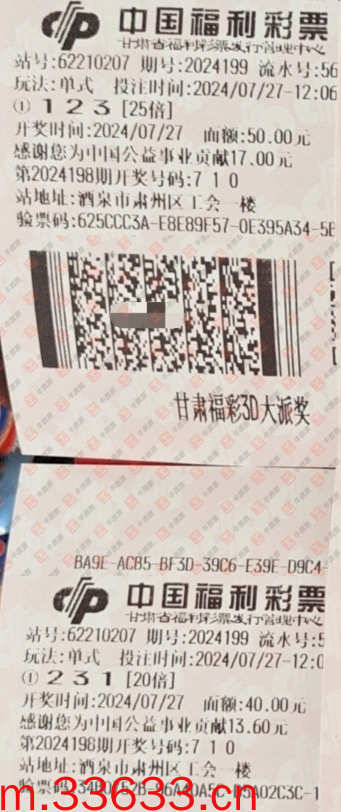 中国福利彩票
甘肃省福利彩票发行管理中心
站号:62210207 期号:2024199 流水号:56
玩法:单式 投注时间:2024/07/27-12:06
① 1 2 3 [25倍]
开奖时间:2024/07/27 面额:50.00元
感谢您为中国公益事业贡献17.00元
第2024198期开奖号码:7 1 0
站地址:酒泉市肃州区工会一楼
验票码:625CCC3A-E8E89F57-0E395A34-5E
甘肃福彩3D大派奖
BA9E-ACB5-BF3D-39C6-E39E-D9C4-
中国福利彩票
甘肃省福利彩票发行管理中心
站号:62210207 期号:2024199 流水号:5
玩法:单式 投注时间:2024/07/27-12:0
① 2 3 1 [20倍]
开奖时间:2024/07/27 面额:40.00元
感谢您为中国公益事业贡献13.60元
第2024198期开奖号码:7 1 0
站地址:酒泉市肃州区工会一楼
验票码:
m.33633.com.cn